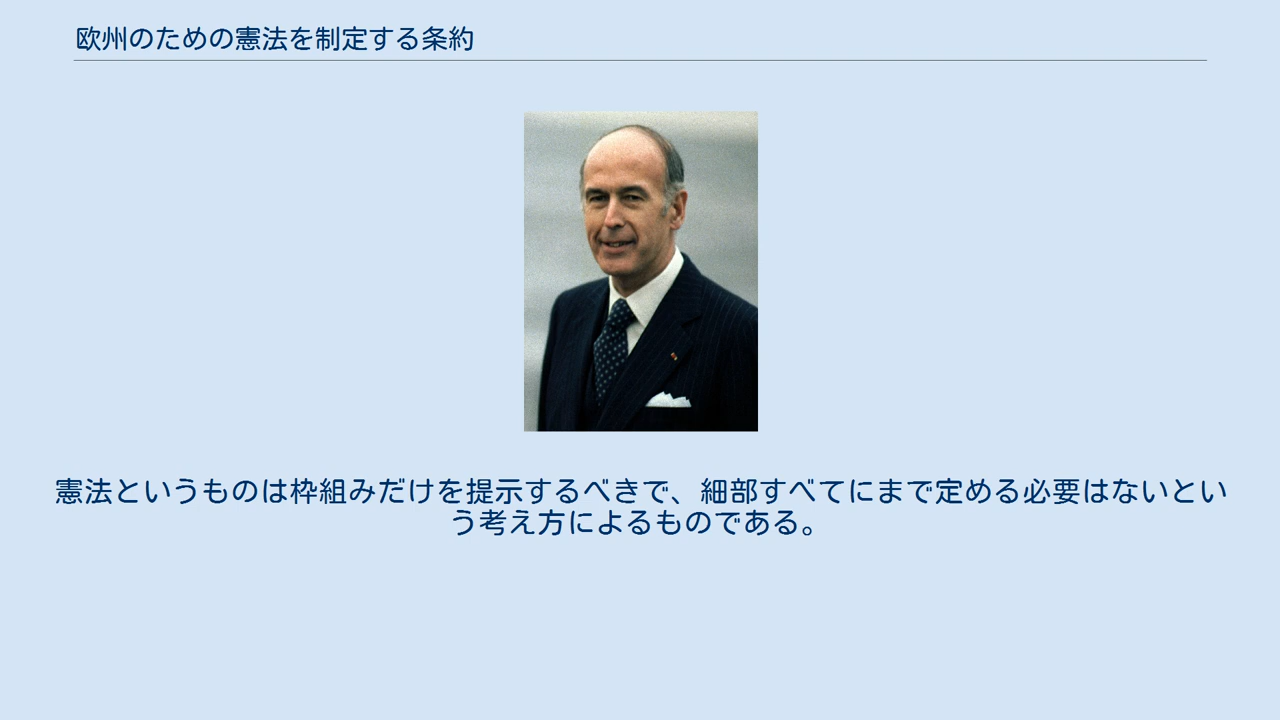 欧州のための憲法を制定する条約
憲法というものは枠組みだけを提示するべきで、細部すべてにまで定める必要はないとい
う考え方によるものである。